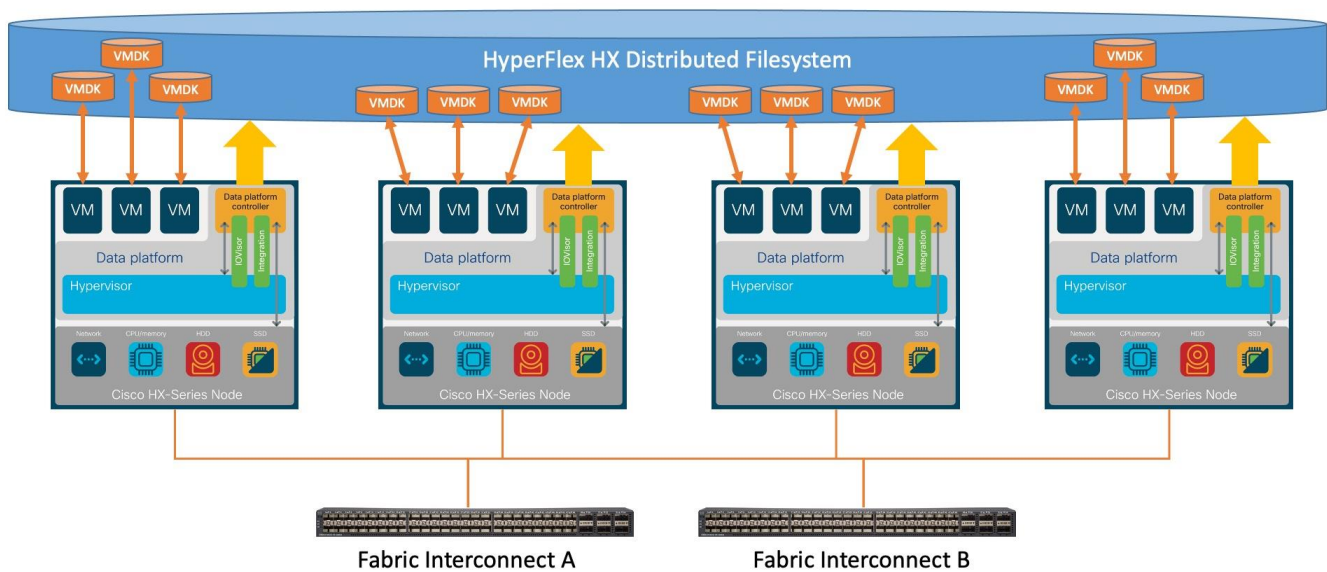 VMDK
VMDK
HyperFlex HX Distributed Filesystem
VMDK VMDK
VMDK VMDK
VMDK VMDK VMDK
VMDK VMDK VMDK
VM VM VM
Data platform
controller
IOVisor
Integration
Data platform
Hypervisor
Network CPU/memory HDD SSD
Cisco HX-Series Node
VM VM VM
Data platform
controller
IOVisor
Integration
Data platform
Hypervisor
Network CPU/memory HDD SSD
Cisco HX-Series Node
VM VM VM
Data platform
controller
IOVisor
Integration
Data platform
Hypervisor
Network CPU/memory HDD SSD
Cisco HX-Series Node
VM VM VM
Data platform
controller
IOVisor
Integration
Data platform
Hypervisor
Network CPU/memory HDD SSD
Cisco HX-Series Node
Fabric Interconnect A
Fabric Interconnect B